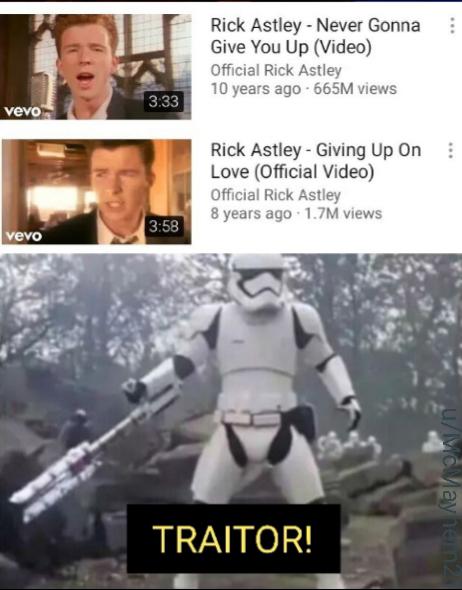 Rick Astley - Never Gonna
Give You Up (Video)
Official Rick Astley
10 years ago · 665M views
3:33
vevo
Rick Astley - Giving Up On
Love (Official Video)
Official Rick Astley
8 years ago · 1.7M views
3:58
vevo
TRAITOR!